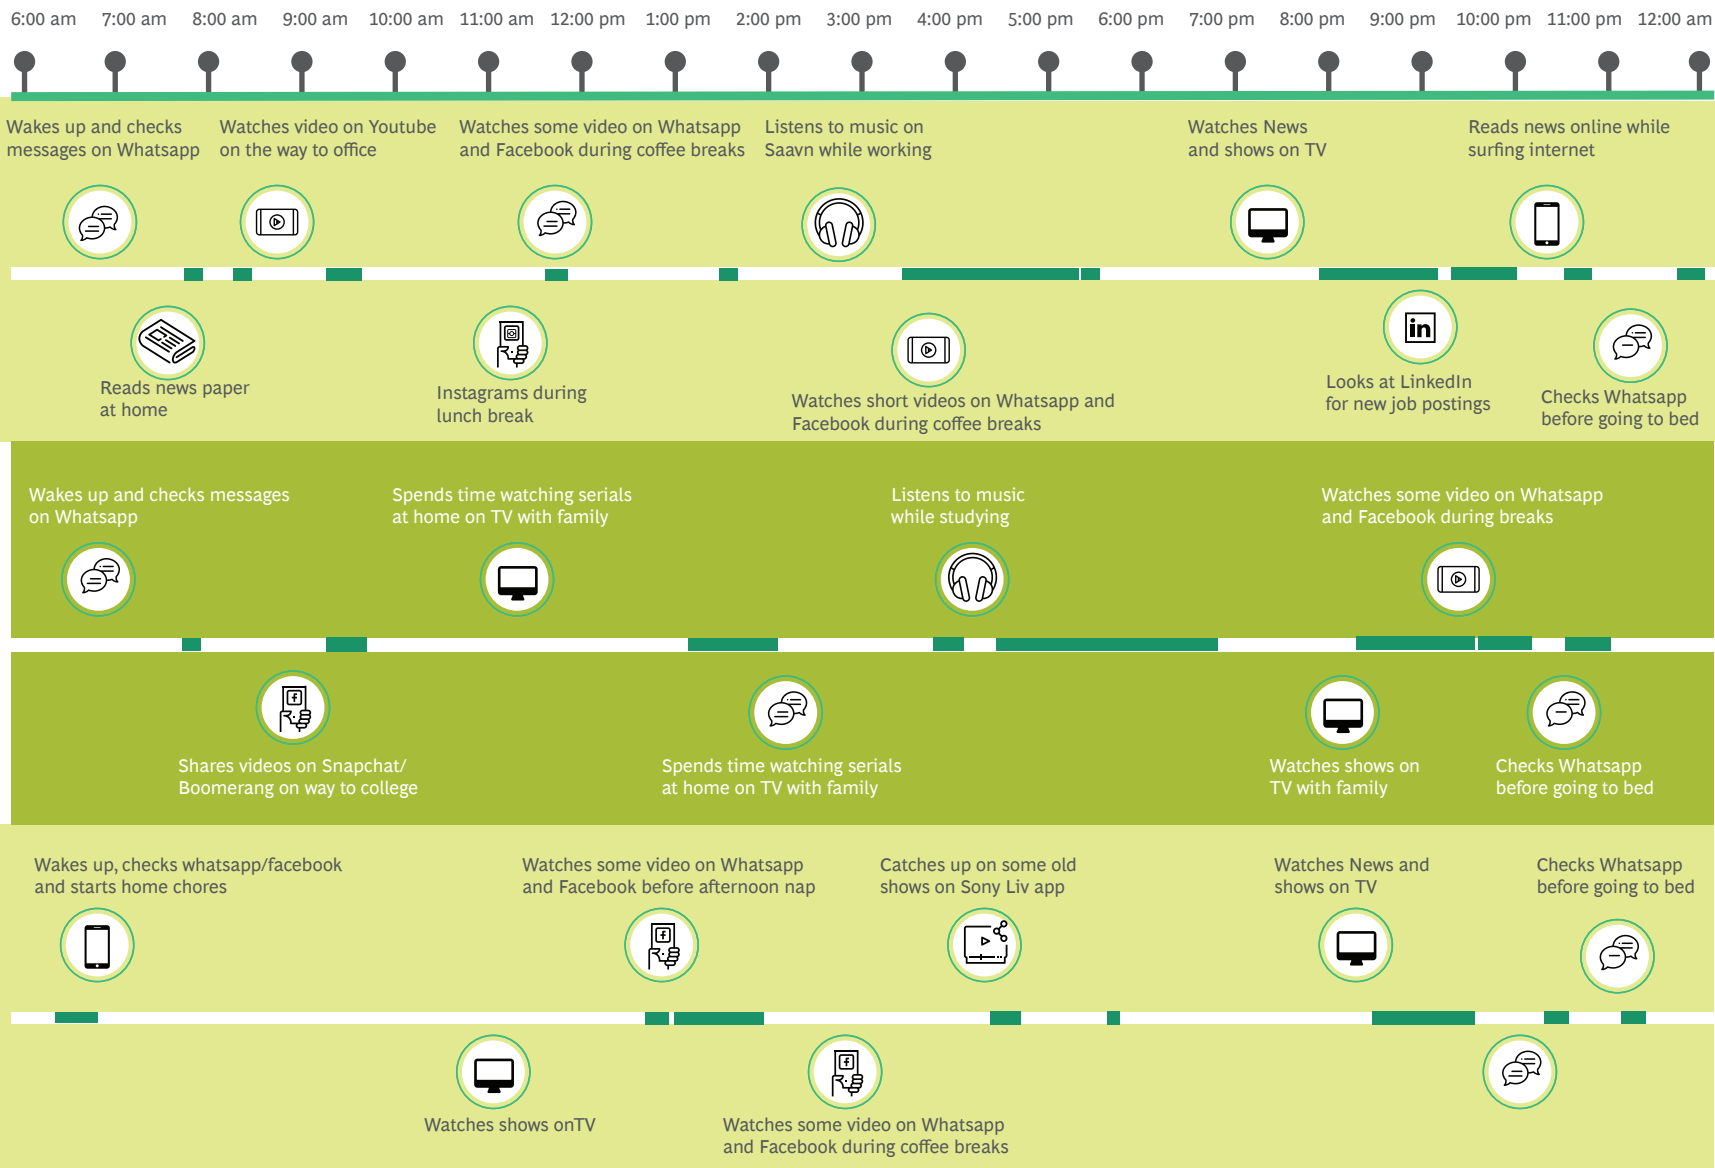 6:00 am 7:00 am 8:00 am 9:00 am 10:00 am 11:00 am 12:00 pm 1:00 pm 2:00 pm 3:00 pm 4:00 pm 5:00 pm 6:00 pm 7:00 pm 8:00 pm 9:00 pm 10:00 pm 11:00 pm 12:00 am
Wakes up and checks
messages on Whatsapp
Watches video on Youtube
on the way to office
Watches some video on Whatsapp
and Facebook during coffee breaks
Listens to music on
Saavn while working
Watches News
and shows on TV
Reads news online while
surfing internet
in
Reads news paper
at home
Instagrams during
lunch break
Watches short videos on Whatsapp and
Facebook during coffee breaks
Looks at LinkedIn
for new job postings
Checks Whatsapp
before going to bed
Wakes up and checks messages
on Whatsapp
Spends time watching serials
at home on TV with family
Listens to music
while studying
Watches some video on Whatsapp
and Facebook during breaks
f
Shares videos on Snapchat/
Boomerang on way to college
Spends time watching serials
at home on TV with family
Watches shows on
TV with family
Checks Whatsapp
before going to bed
Wakes up, checks whatsapp/facebook
and starts home chores
Watches some video on Whatsapp
and Facebook before afternoon nap
Catches up on some old
shows on Sony Liv app
Watches News and
shows on TV
Checks Whatsapp
before going to bed
f
f
Watches shows onTV
Watches some video on Whatsapp
and Facebook during coffee breaks